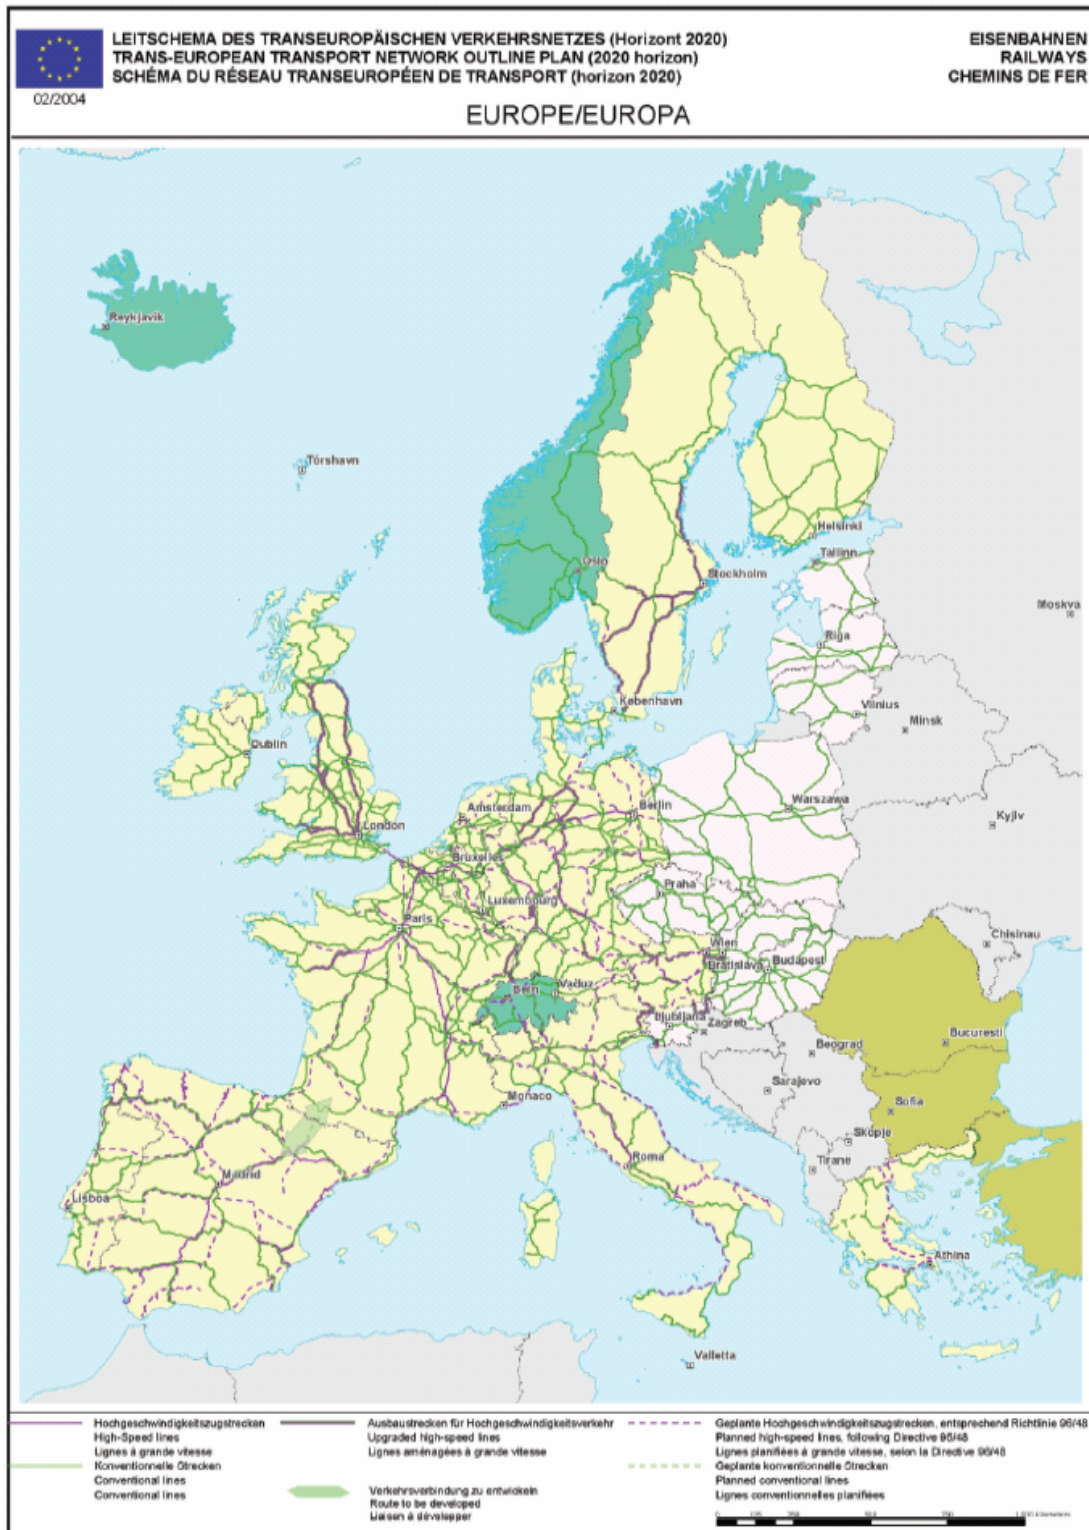 LEITSCHEMA DES TRANSEUROPÄISCHEN VERKEHRSNETZES (Horizont 2020)
TRANS-EUROPEAN TRANSPORT NETWORK OUTLINE PLAN (2020 horizon)
SCHÉMA DU RÉSEAU TRANSEUROPÉEN DE TRANSPORT (horizon 2020)
EISENBAHNEN
RAILWAYS
CHEMINS DE FER
02/2004
EUROPE/EUROPA
Reykjavik
Tórshavn
Helsinki
Tallinn
Oslo
Stockholm
Moskva
Riga
København
Vilnius
Minsk
Dublin
Amsterdam
Berlin
Warszawa
London
Kyjiv
Bruxelles
Praha
Luxembourg
Paris
Wien
Chisinau
Bratislava
Budapest
Bern
Vaduz
Ljubljana
Zagreb
Beograd
Bucuresti
Sarajevo
Monaco
Sofia
Skopje
Roma
Tirane
Madrid
Lisboa
Athina
Valletta
Hochgeschwindigkeitszugstrecken
High-Speed lines
Lignes à grande vitesse
Konventionnelle Strecken
Conventional lines
Conventional lines
Ausbaustrecken für Hochgeschwindigkeitsverkehr
Upgraded high-speed lines
Lignes aménagées à grande vitesse
Verkehrsverbindung zu entwickeln
Route to be developed
Liaison à développer
Geplante Hochgeschwindigkeitszugstrecken, entsprechend Richtlinie 96/48
Planned high-speed lines, following Directive 96/48
Lignes planifiées à grande vitesse, selon la Directive 96/48
Geplante konventionelle Strecken
Planned conventional lines
Lignes conventionnelles planifiées